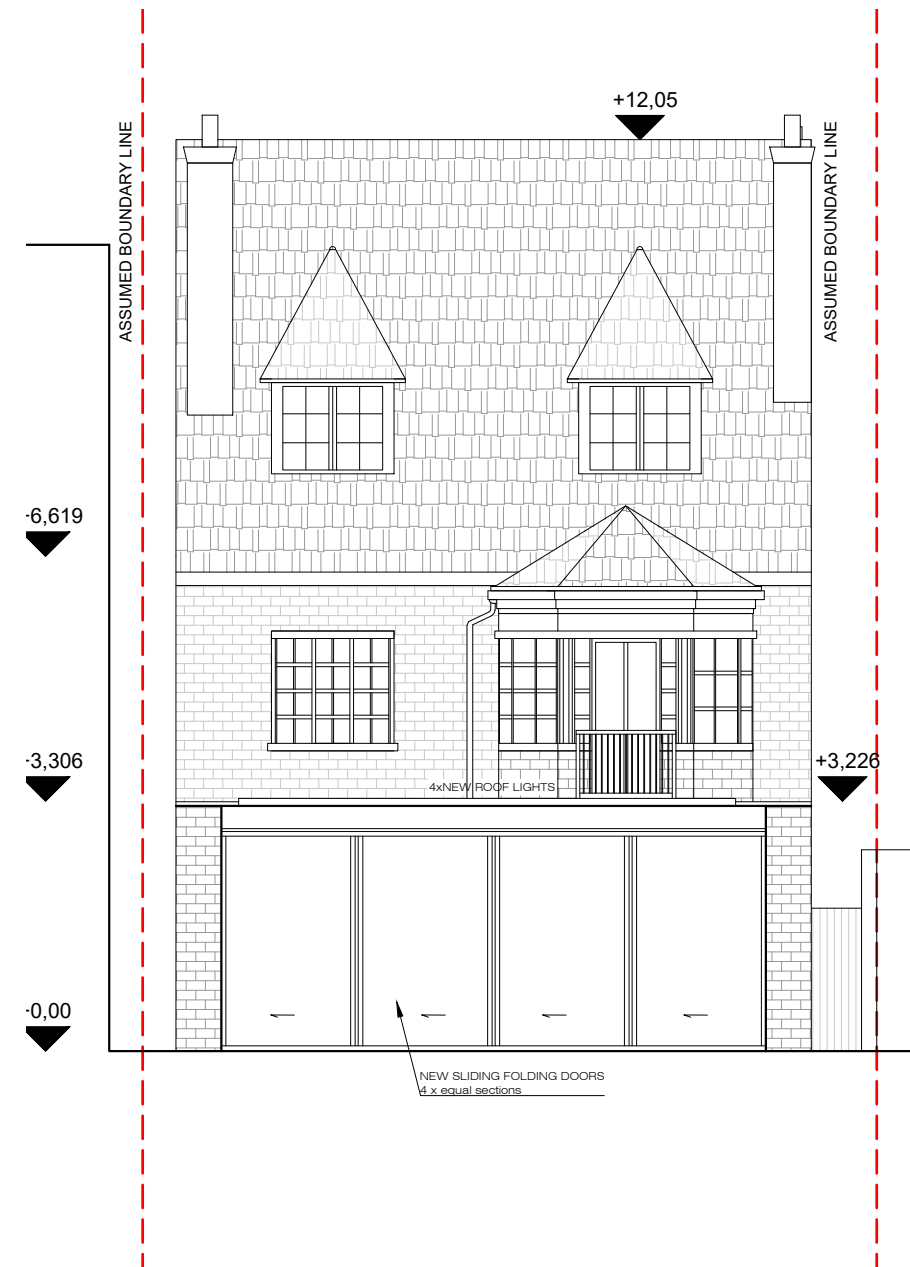 +12,05
ASSUMED BOUNDARY LINE
ASSUMED BOUNDARY LINE
+6,619
+3,306
+3,226
4xNEW ROOF LIGHTS
+0,00
NEW SLIDING FOLDING DOORS
4 x equal sections